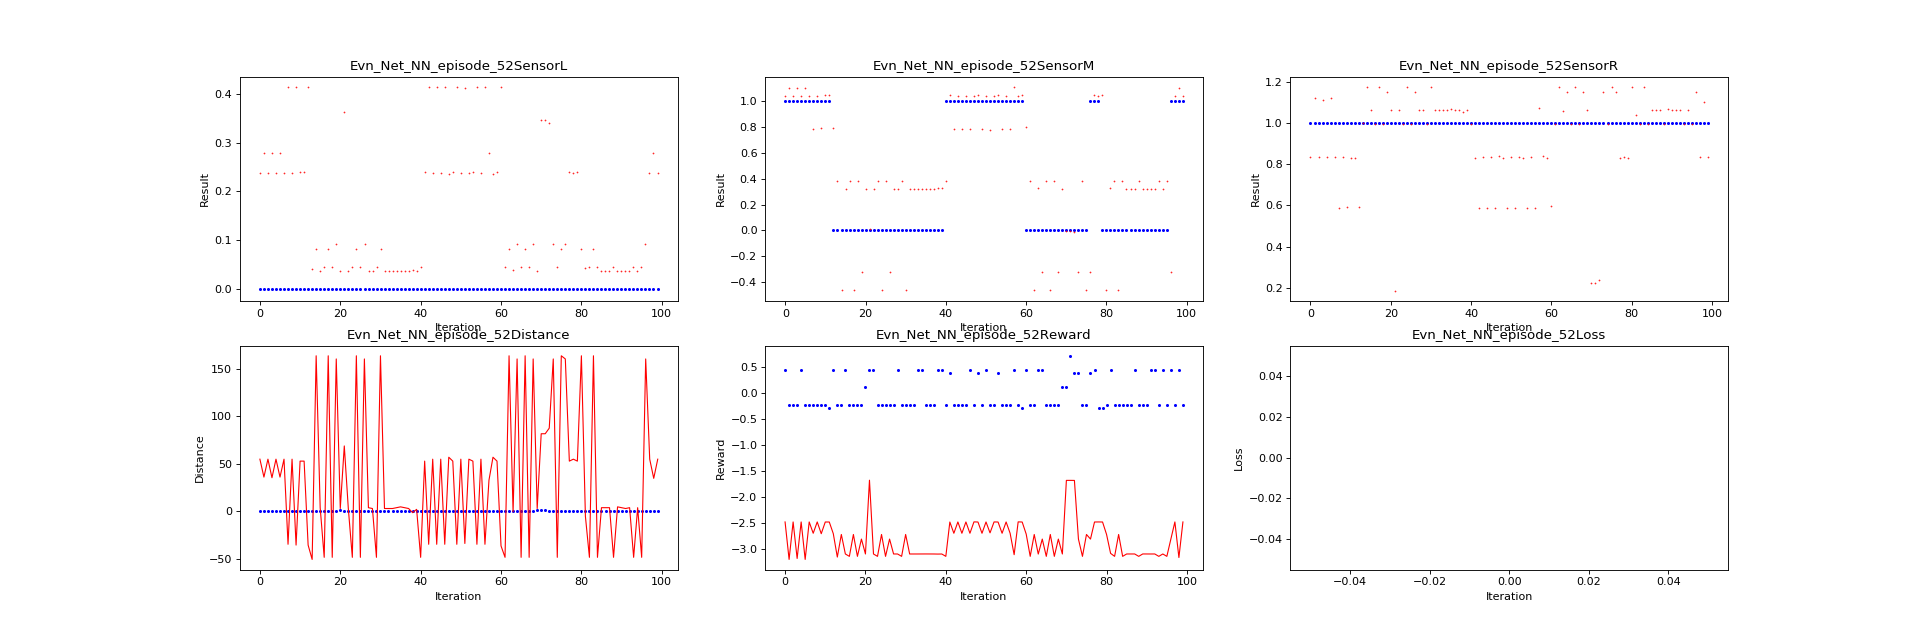 Evn_Net_NN_episode_52SensorL
Result
0.4
0.3
0.2
0.1
0.0
0 20 40 60 80 100
Iteration
Evn_Net_NN_episode_52SensorM
Result
1.0
0.8
0.6
0.4
0.2
0.0
−0.2
−0.4
0 20 40 60 80 100
Iteration
Evn_Net_NN_episode_52SensorR
Result
1.2
1.0
0.8
0.6
0.4
0.2
0 20 40 60 80 100
Iteration
Evn_Net_NN_episode_52Distance
Distance
150
100
50
0
−50
0 20 40 60 80 100
Iteration
Evn_Net_NN_episode_52Reward
Reward
0.5
0.0
−0.5
−1.0
−1.5
−2.0
−2.5
−3.0
0 20 40 60 80 100
Iteration
Evn_Net_NN_episode_52Loss
Loss
0.04
0.02
0.00
−0.02
−0.04
−0.04 −0.02 0.00 0.02 0.04
Iteration